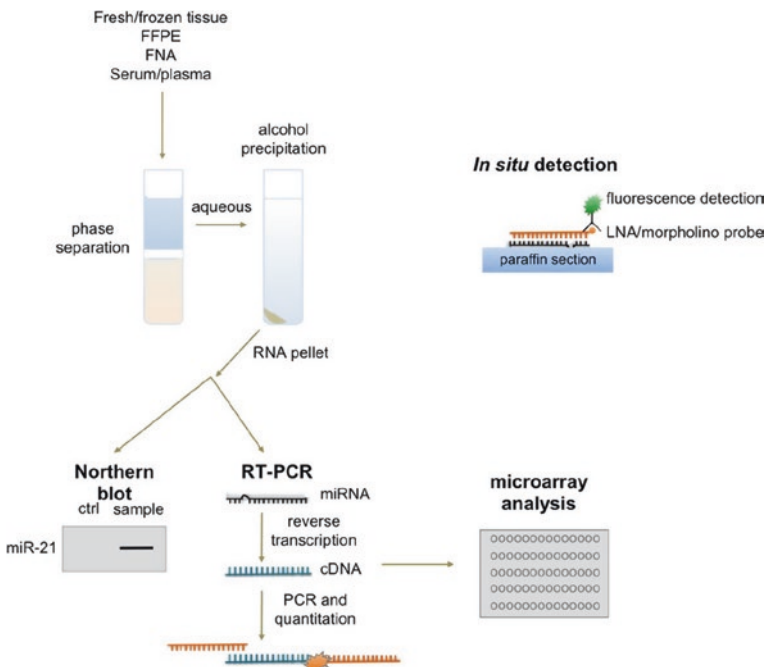 Fresh/frozen tissue
FFPE
FNA
Serum/plasma
alcohol
precipitation
phase
separation
aqueous
RNA pellet
In situ detection
fluorescence detection
LNA/morpholino probe
paraffin section
Northern
blot
ctrl sample
miR-21
RT-PCR
miRNA
reverse
transcription
cDNA
PCR and
quantitation
microarray
analysis